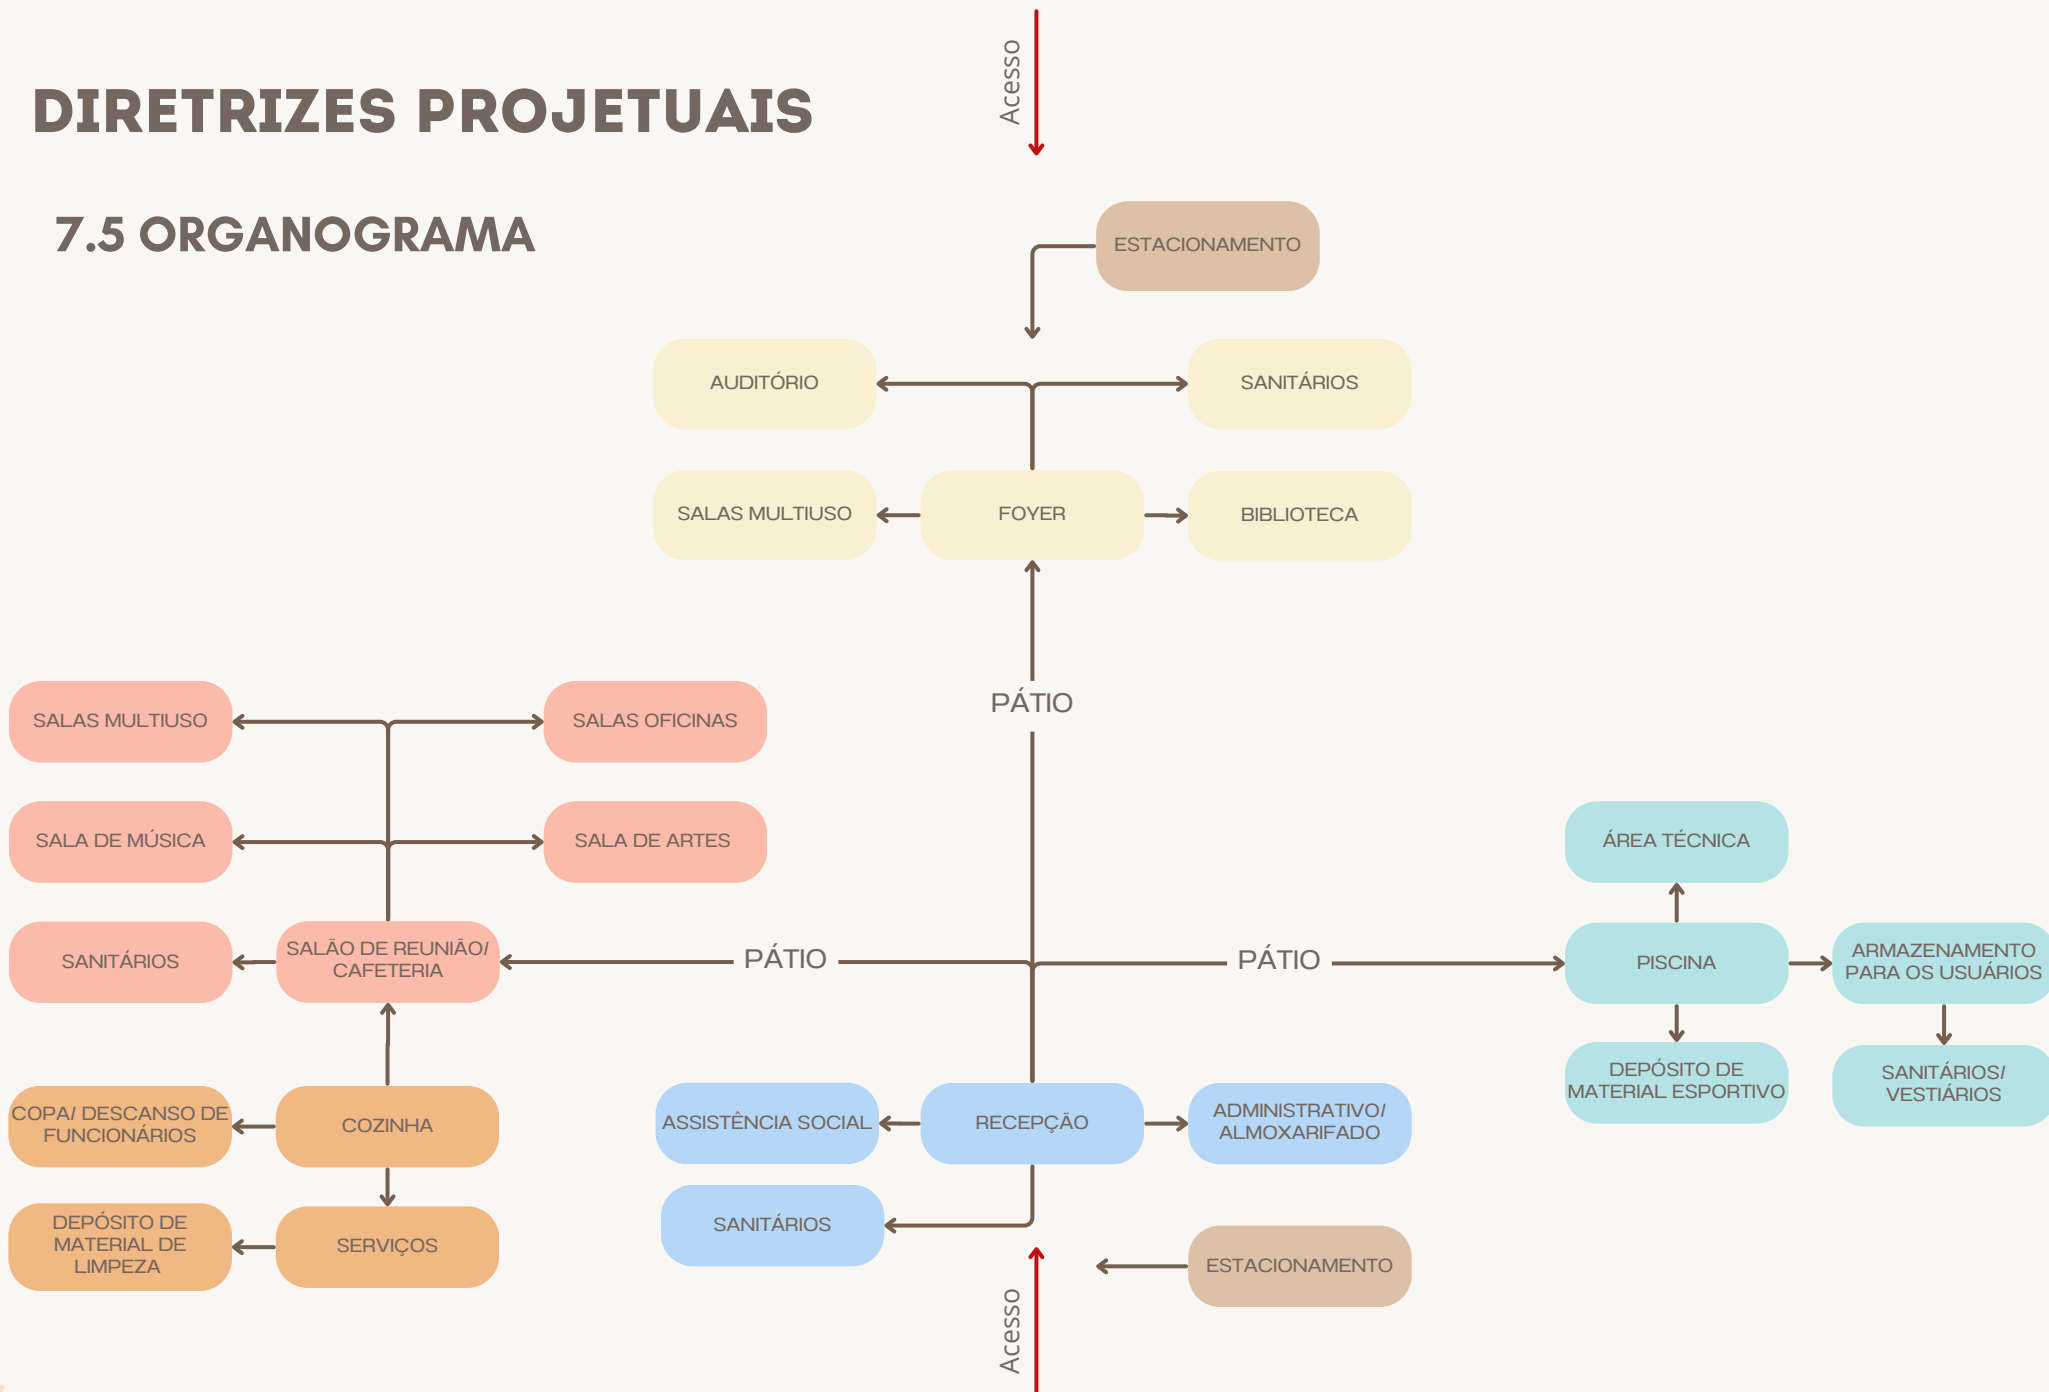 Acesso
DIRETRIZES PROJETUAIS
7.5 ORGANOGRAMA
ESTACIONAMENTO
AUDITÓRIO
SANITÁRIOS
SALAS MULTIUSO
FOYER
BIBLIOTECA
PÁTIO
SALAS MULTIUSO
SALAS OFICINAS
SALA DE MÚSICA
SALA DE ARTES
SANITÁRIOS
SALÃO DE REUNIÃO/
CAFETERIA
PÁTIO
PÁTIO
ÁREA TÉCNICA
PISCINA
ARMAZENAMENTO
PARA OS USUÁRIOS
DEPÓSITO DE
MATERIAL ESPORTIVO
SANITÁRIOS/
VESTIÁRIOS
COPA/ DESCANSO DE
FUNCIONÁRIOS
COZINHA
ASSISTÊNCIA SOCIAL
RECEPÇÃO
ADMINISTRATIVO/
ALMOXARIFADO
DEPÓSITO DE
MATERIAL DE
LIMPEZA
SERVIÇOS
SANITÁRIOS
ESTACIONAMENTO
Acesso